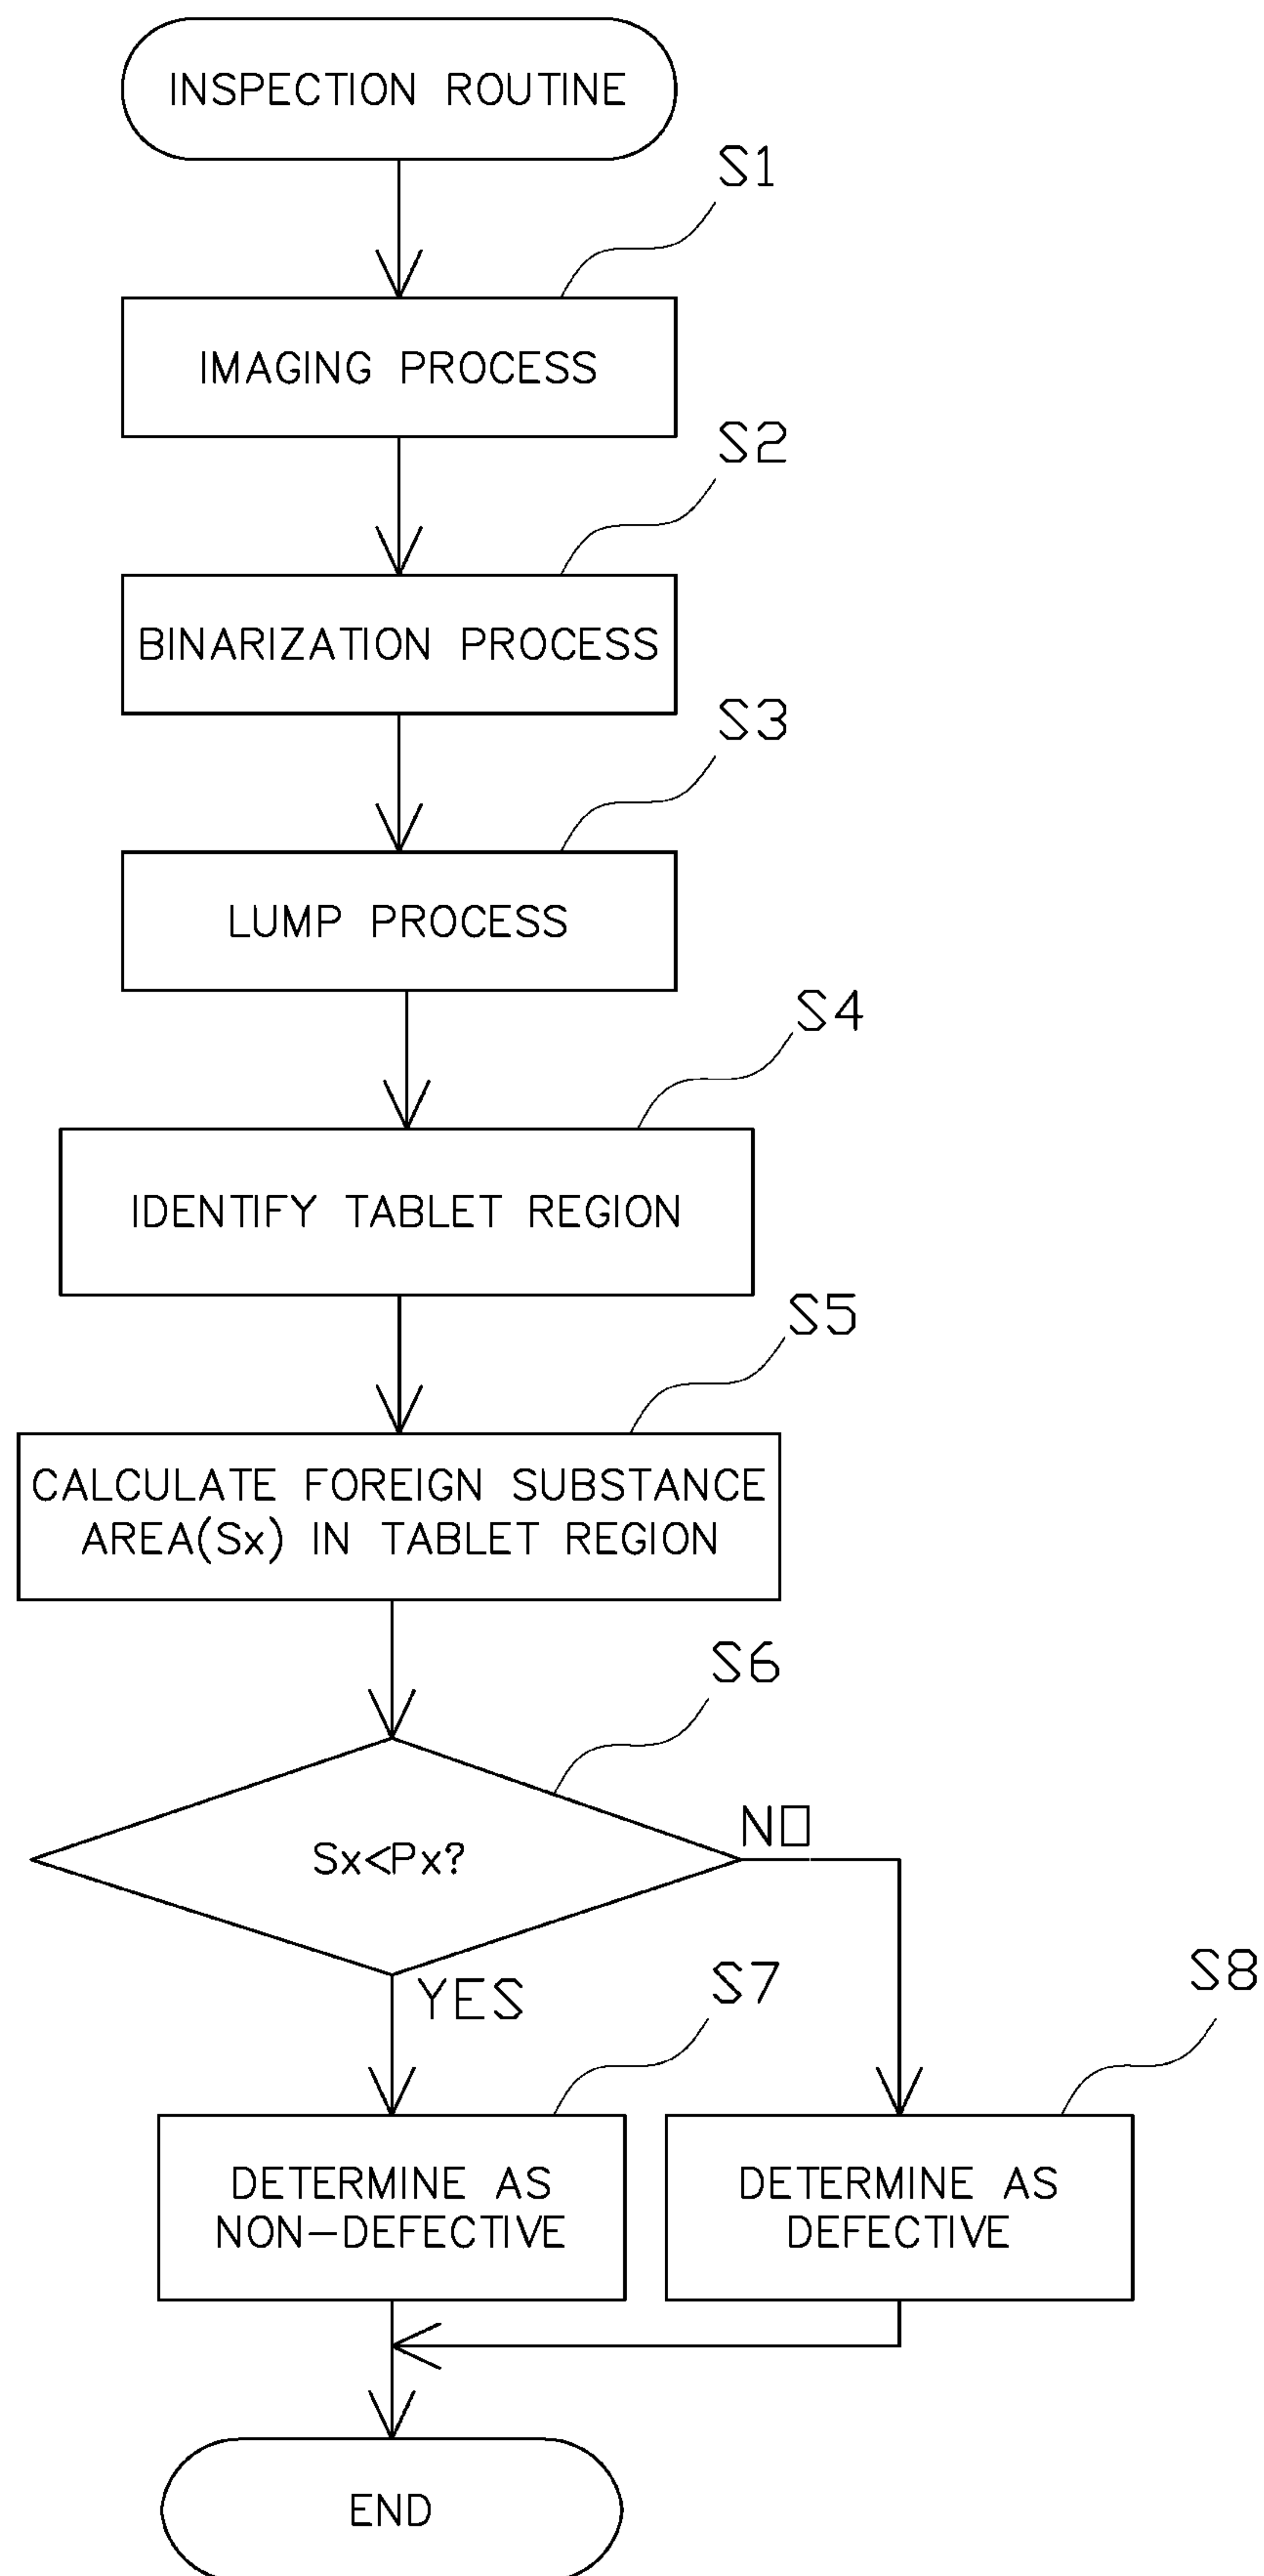 INSPECTION ROUTINE
S1
IMAGING PROCESS
S2
BINARIZATION PROCESS
S3
LUMP PROCESS
S4
IDENTIFY TABLET REGION
S5
CALCULATE FOREIGN SUBSTANCE
AREA(Sx) IN TABLET REGION
S6
Sx<Px?
NO
YES
S7
S8
DETERMINE AS
NON-DEFECTIVE
DETERMINE AS
DEFECTIVE
END